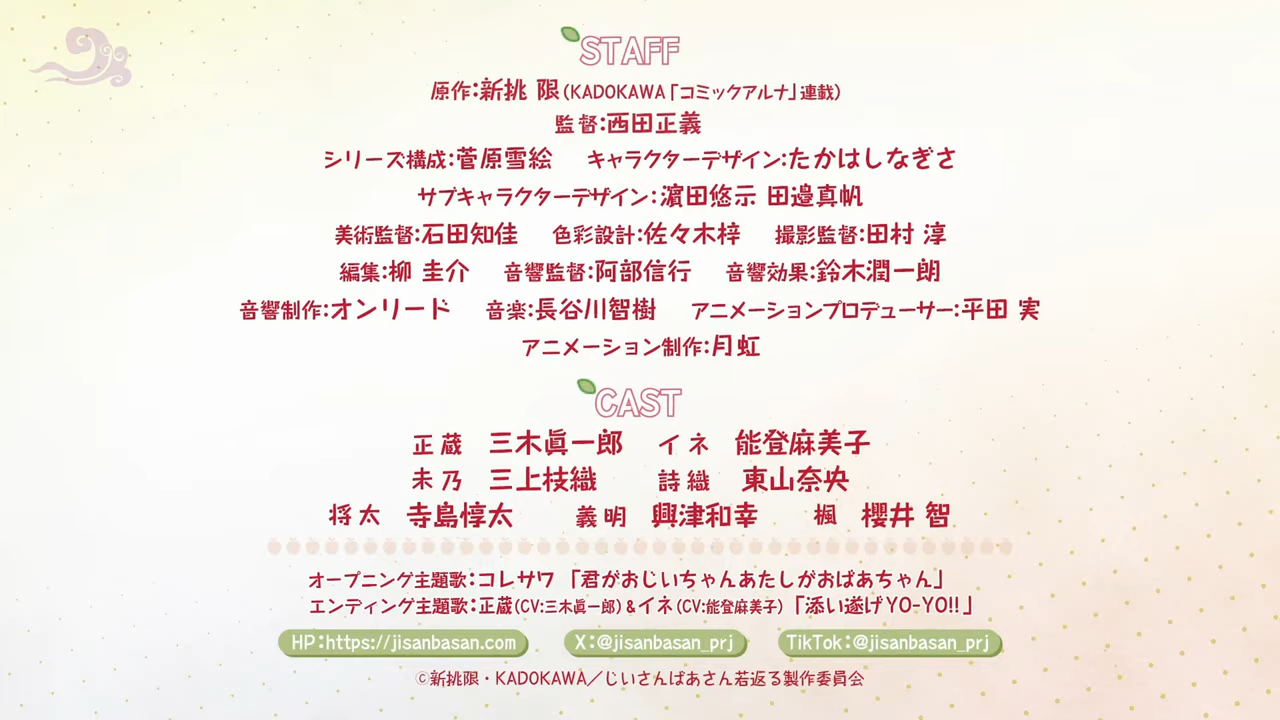 STAFF
原作:新挑 限(KADOKAWA「コミックアルナ」連載)
監督:西田正義
シリーズ構成:菅原雪絵 キャラクターデザイン:たかはしなぎさ
サブキャラクターデザイン:濵田悠示 田邉真帆
美術監督:石田知佳 色彩設計:佐々木梓 撮影監督:田村 淳
編集:柳 圭介 音響監督:阿部信行 音響効果:鈴木潤一朗
音響制作:オンリード 音楽:長谷川智樹 アニメーションプロデューサー:平田 実
アニメーション制作:月虹
CAST
正蔵 三木眞一郎 イネ 能登麻美子
未乃 三上枝織 詩織 東山奈央
将太 寺島惇太 義明 興津和幸 楓 櫻井 智
オープニング主題歌:コレサワ「君がおじいちゃんあたしがおばあちゃん」
エンディング主題歌:正蔵(CV:三木眞一郎)&イネ(CV:能登麻美子)「添い遂げYO-YO!!」
HP:https://jisanbasan.com X:@jisanbasan_prj TikTok:@jisanbasan_prj
©新挑限・KADOKAWA/じいさんばあさん若返る製作委員会